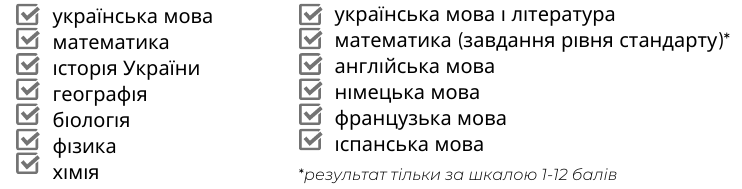 українська мова
математика
історія України
географія
біологія
фізика
хімія
українська мова і література
математика (завдання рівня стандарту)*
англійська мова
німецька мова
французька мова
іспанська мова
*результат тільки за шкалою 1-12 балів